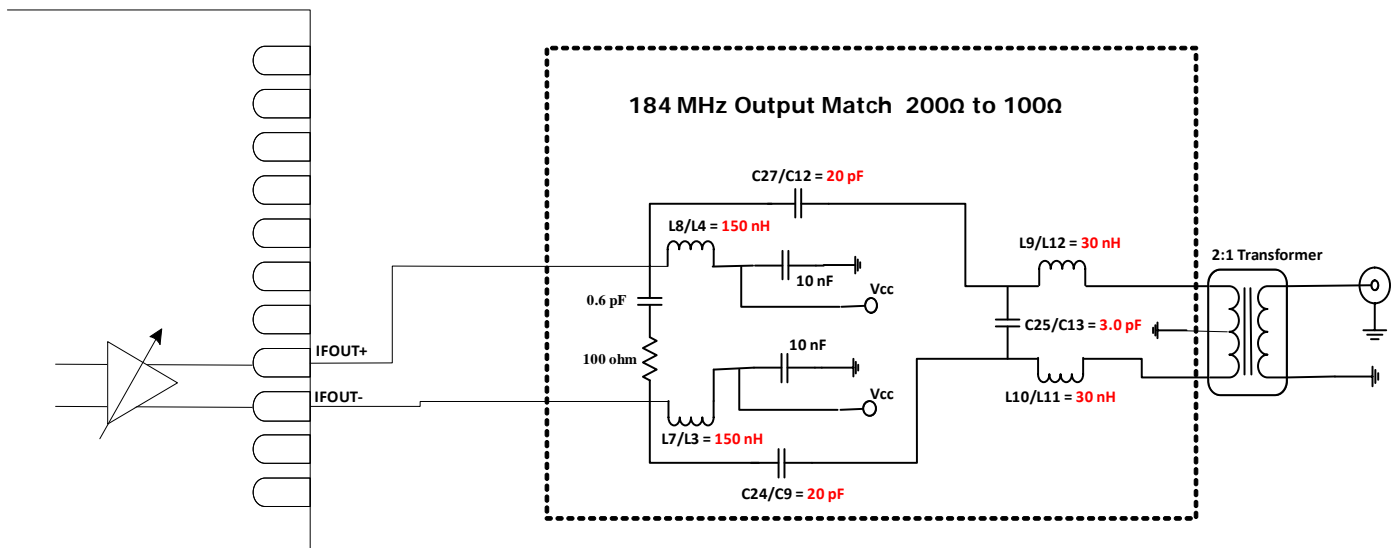 184 MHz Output Match 200Ω to 100Ω
C27/C12 = 20 pF
L8/L4 = 150 nH
L9/L12 = 30 nH
2:1 Transformer
10 nF
Vcc
0.6 pF
C25/C13 = 3.0 pF
10 nF
IFOUT+
100 ohm
IFOUT-
Vcc
L10/L11 = 30 nH
L7/L3 = 150 nH
C24/C9 = 20 pF